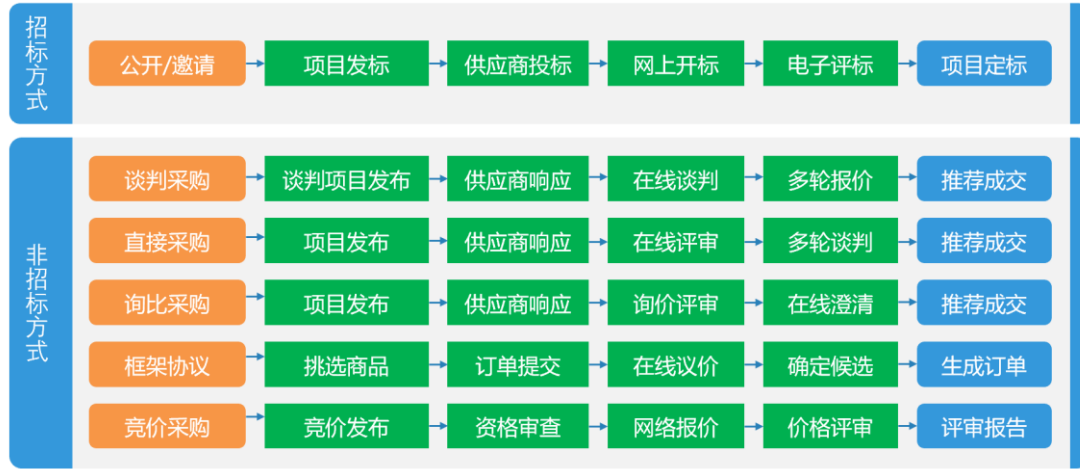 招标方式
公开/邀请
项目发标
供应商投标
网上开标
电子评标
项目定标
非招标方式
谈判采购
谈判项目发布
供应商响应
在线谈判
多轮报价
推荐成交
直接采购
项目发布
供应商响应
在线评审
多轮谈判
推荐成交
询比采购
项目发布
供应商响应
询价评审
在线澄清
推荐成交
框架协议
挑选商品
订单提交
在线议价
确定候选
生成订单
竞价采购
竞价发布
资格审查
网络报价
价格评审
评审报告